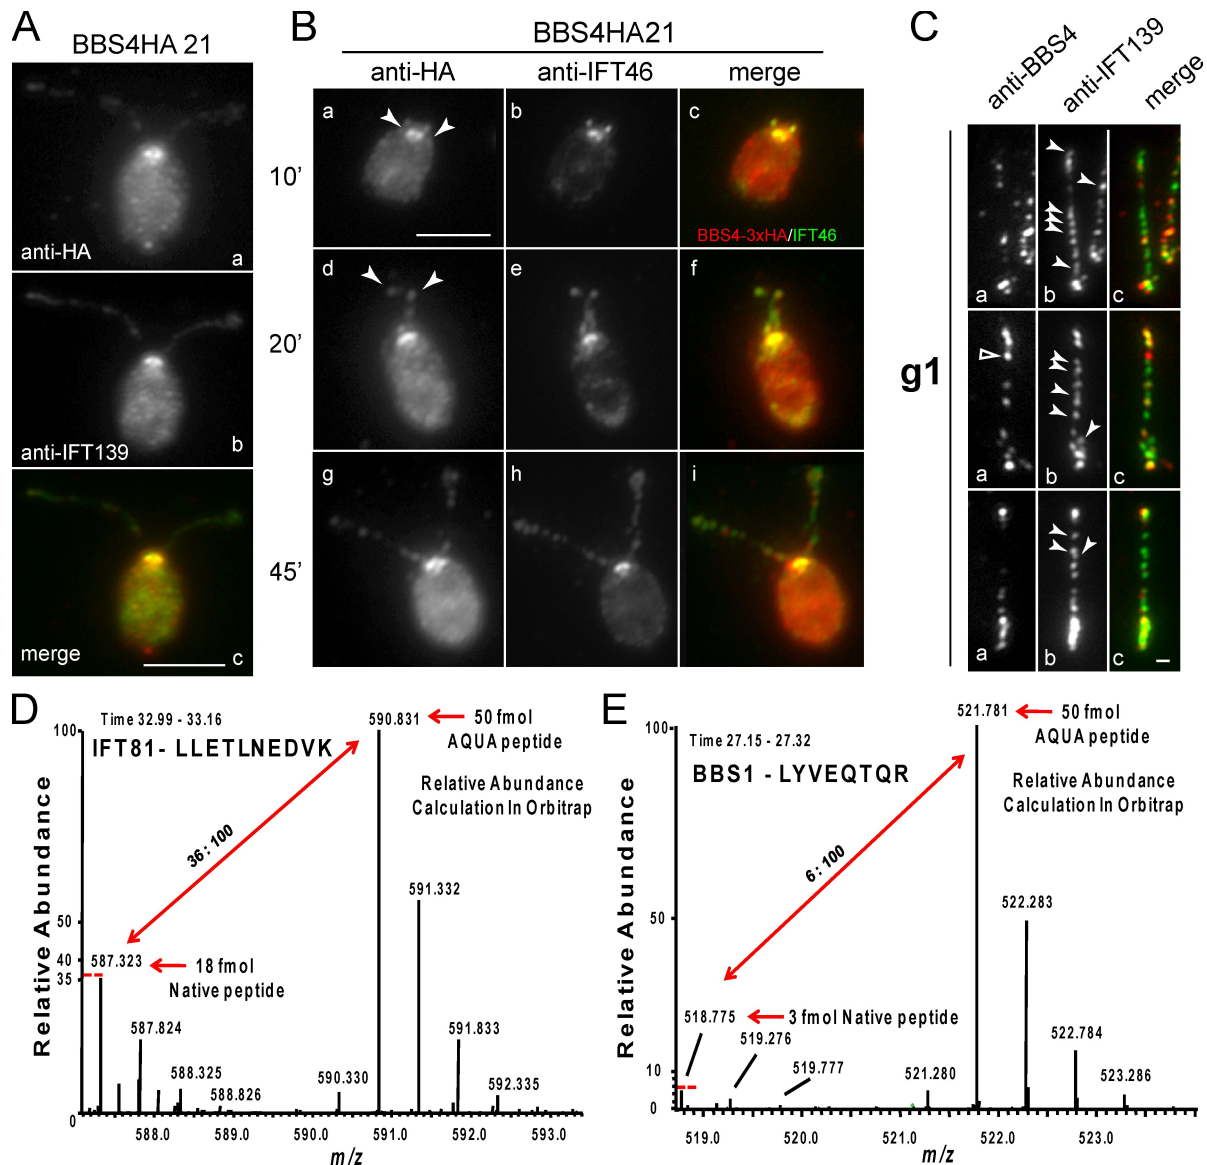 A
BBS4HA 21
anti-HA
a
anti-IFT139
b
merge
c
B
BBS4HA21
anti-HA anti-IFT46 merge
10’
a b c
BBS4-3xHA/IFT46
20’
d e f
45’
g h i
C
anti-BBS4
anti-IFT139
merge
g1
a b c
a b c
a b c
D
Time 32.99 - 33.16
IFT81- LLETLNEDVK
590.831
50 fmol
AQUA peptide
Relative Abundance
Calculation In Orbitrap
36:100
591.332
587.323
18 fmol
Native peptide
587.824
588.325
588.826
590.330
591.833
592.335
Relative Abundance
100
50
40
35
0
588.0 589.0 590.0 591.0 592.0 593.0
m/z
E
Time 27.15 - 27.32
BBS1 - LYVEQTQR
521.781
50 fmol
AQUA peptide
Relative Abundance
Calculation In Orbitrap
6:100
522.283
518.775
3 fmol Native peptide
519.276
519.777
521.280
522.784
523.286
Relative Abundance
100
50
10
0
519.0 520.0 521.0 522.0 523.0
m/z